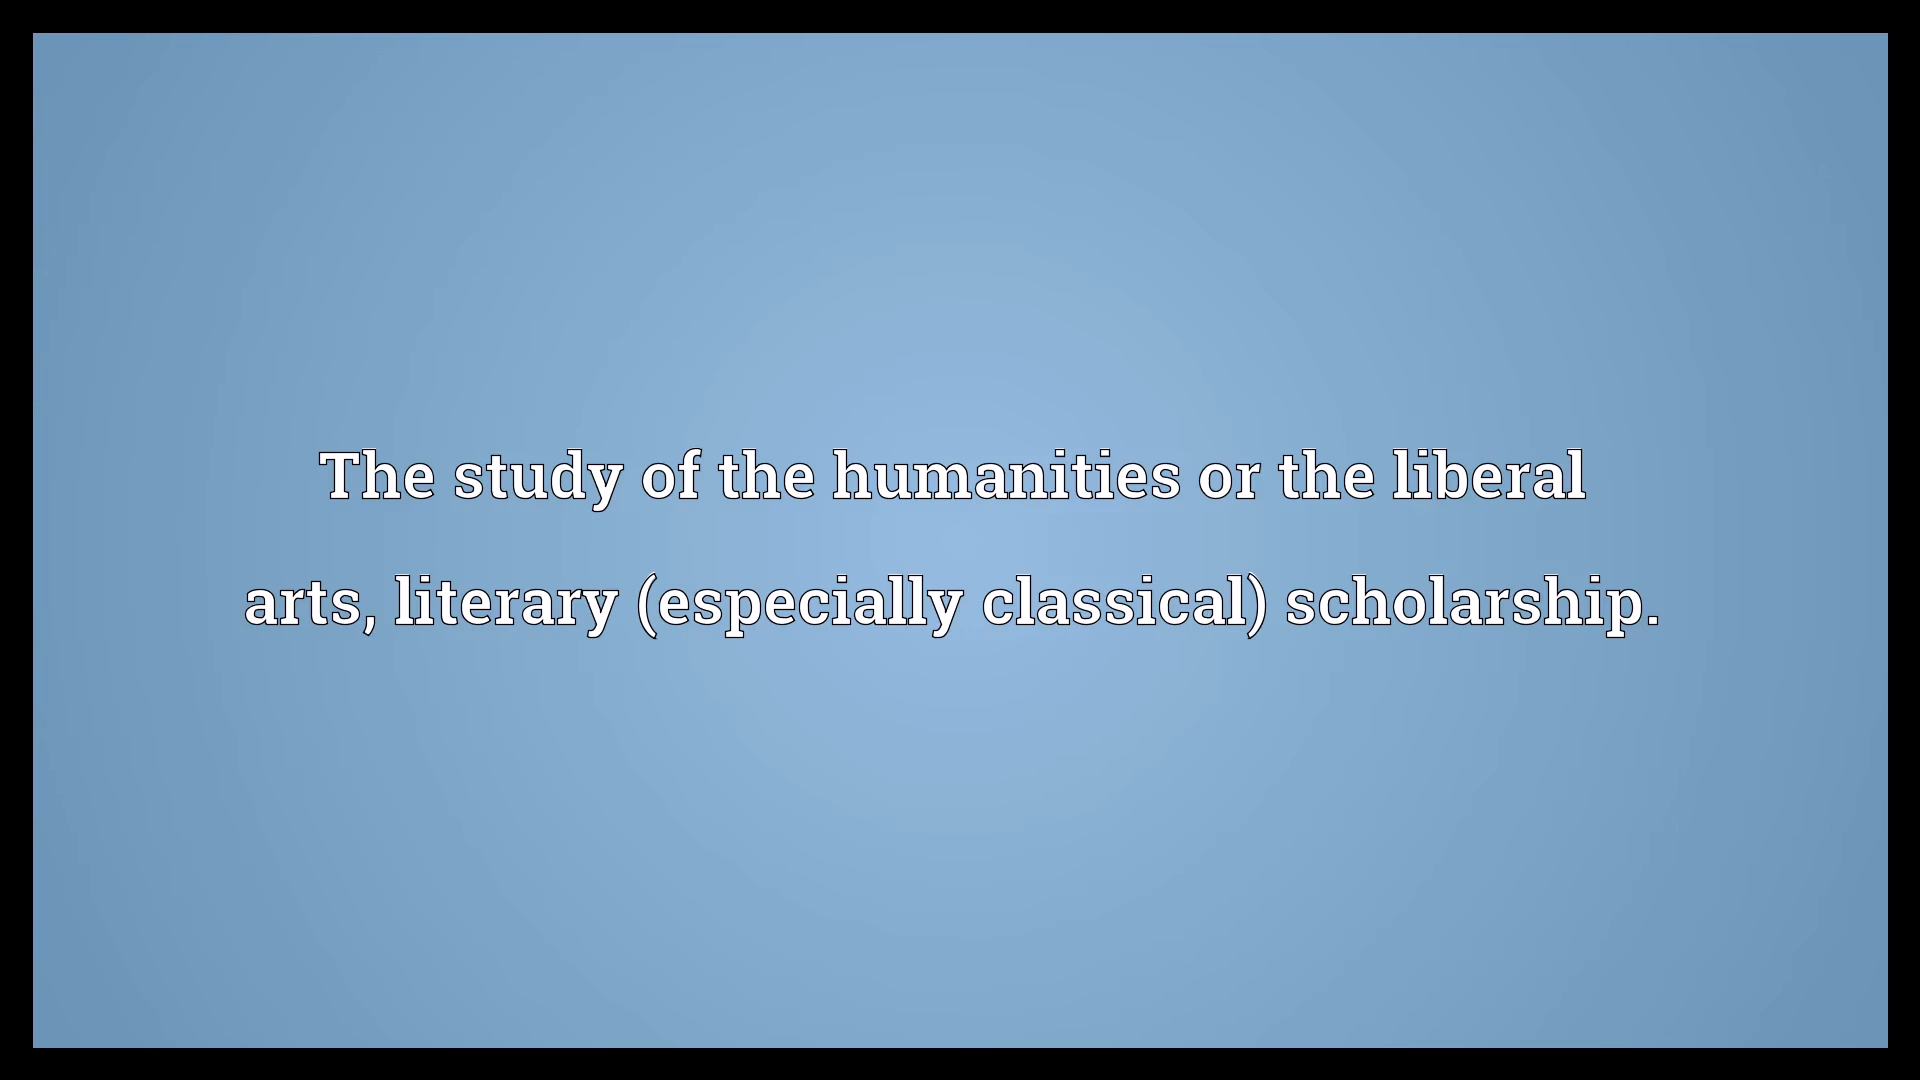 The study of the humanities or the liberal
arts, literary (especially classical) scholarship.